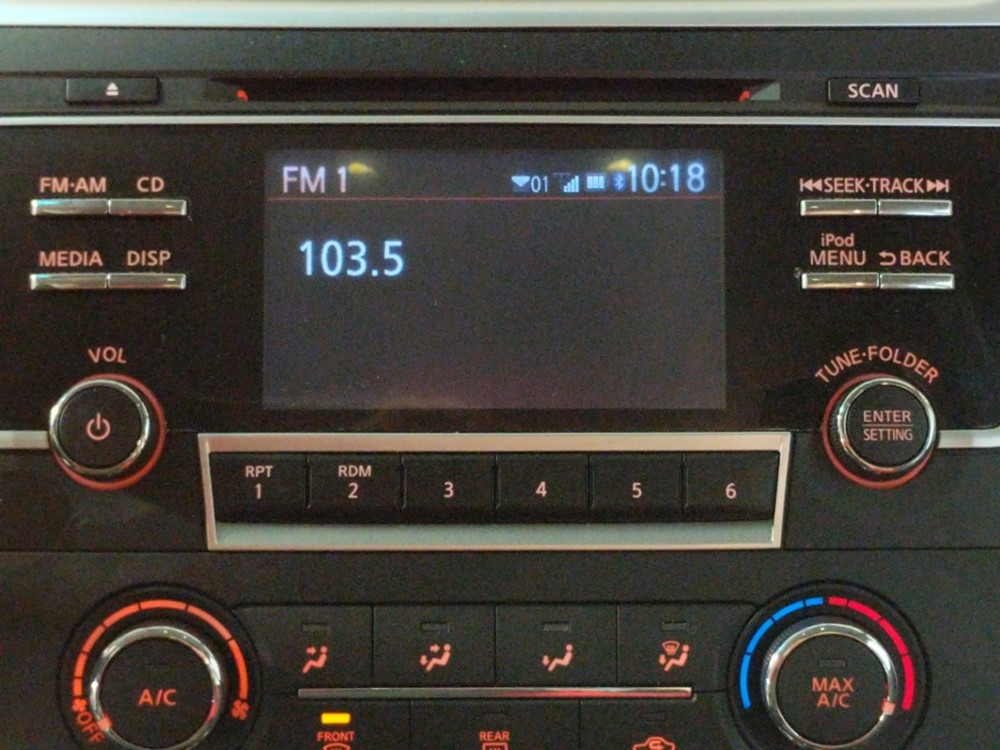 SCAN
FM·AM CD
FM 1 01 10:18
SEEK·TRACK
103.5
MEDIA DISP
iPod
MENU BACK
VOL
TUNE·FOLDER
ENTER
SETTING
RPT RDM
1 2 3 4 5 6
A/C
OFF
MAX
A/C
FRONT REAR